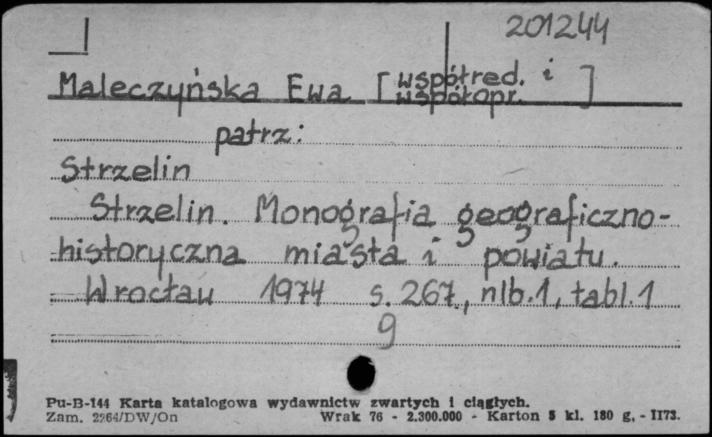 201244
Maleczyńska Ewa [współred. i
współopr.]
patrz:
Strzelin
Strzelin. Monografia geograficzno-
historyczna miasta i powiatu.
Wrocław 1974 s. 267, nlb.1, tabl.1
9
Pu-B-144 Karta katalogowa wydawnictw zwartych i ciągłych.
Zam. 2264/DW/On Wrak 76 - 2.300.000 - Karton 5 kl. 180 g, - II73.